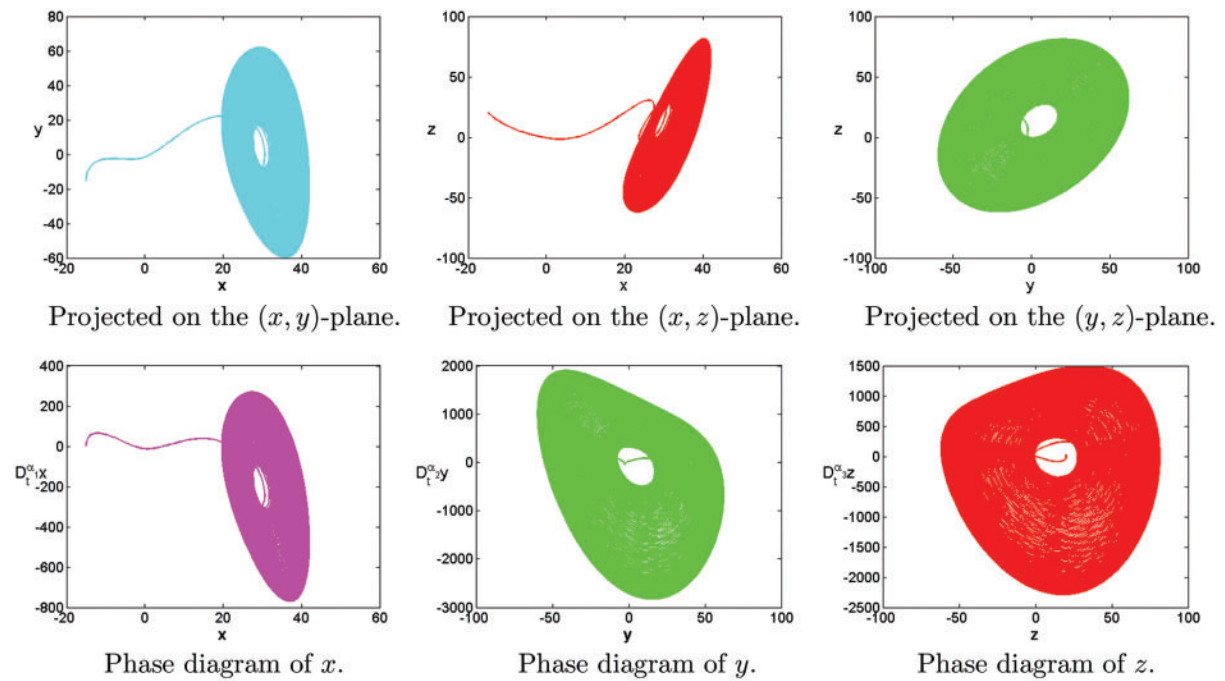 80
60
40
20
0
-20
-40
-60
y
-20 0 20 40 60
x
100
50
0
-50
-100
z
-20 0 20 40 60
x
100
50
0
-50
-100
z
-100 -50 0 50 100
y
Projected on the (x, y)-plane. Projected on the (x, z)-plane. Projected on the (y, z)-plane.
400
200
0
-200
-400
-600
-800
D_t^α₁x
-20 0 20 40 60
x
2000
1000
0
-1000
-2000
-3000
D_t^α₂y
-100 -50 0 50 100
y
1500
1000
500
0
-500
-1000
-1500
-2000
-2500
D_t^α₃z
-100 -50 0 50 100
z
Phase diagram of x. Phase diagram of y. Phase diagram of z.